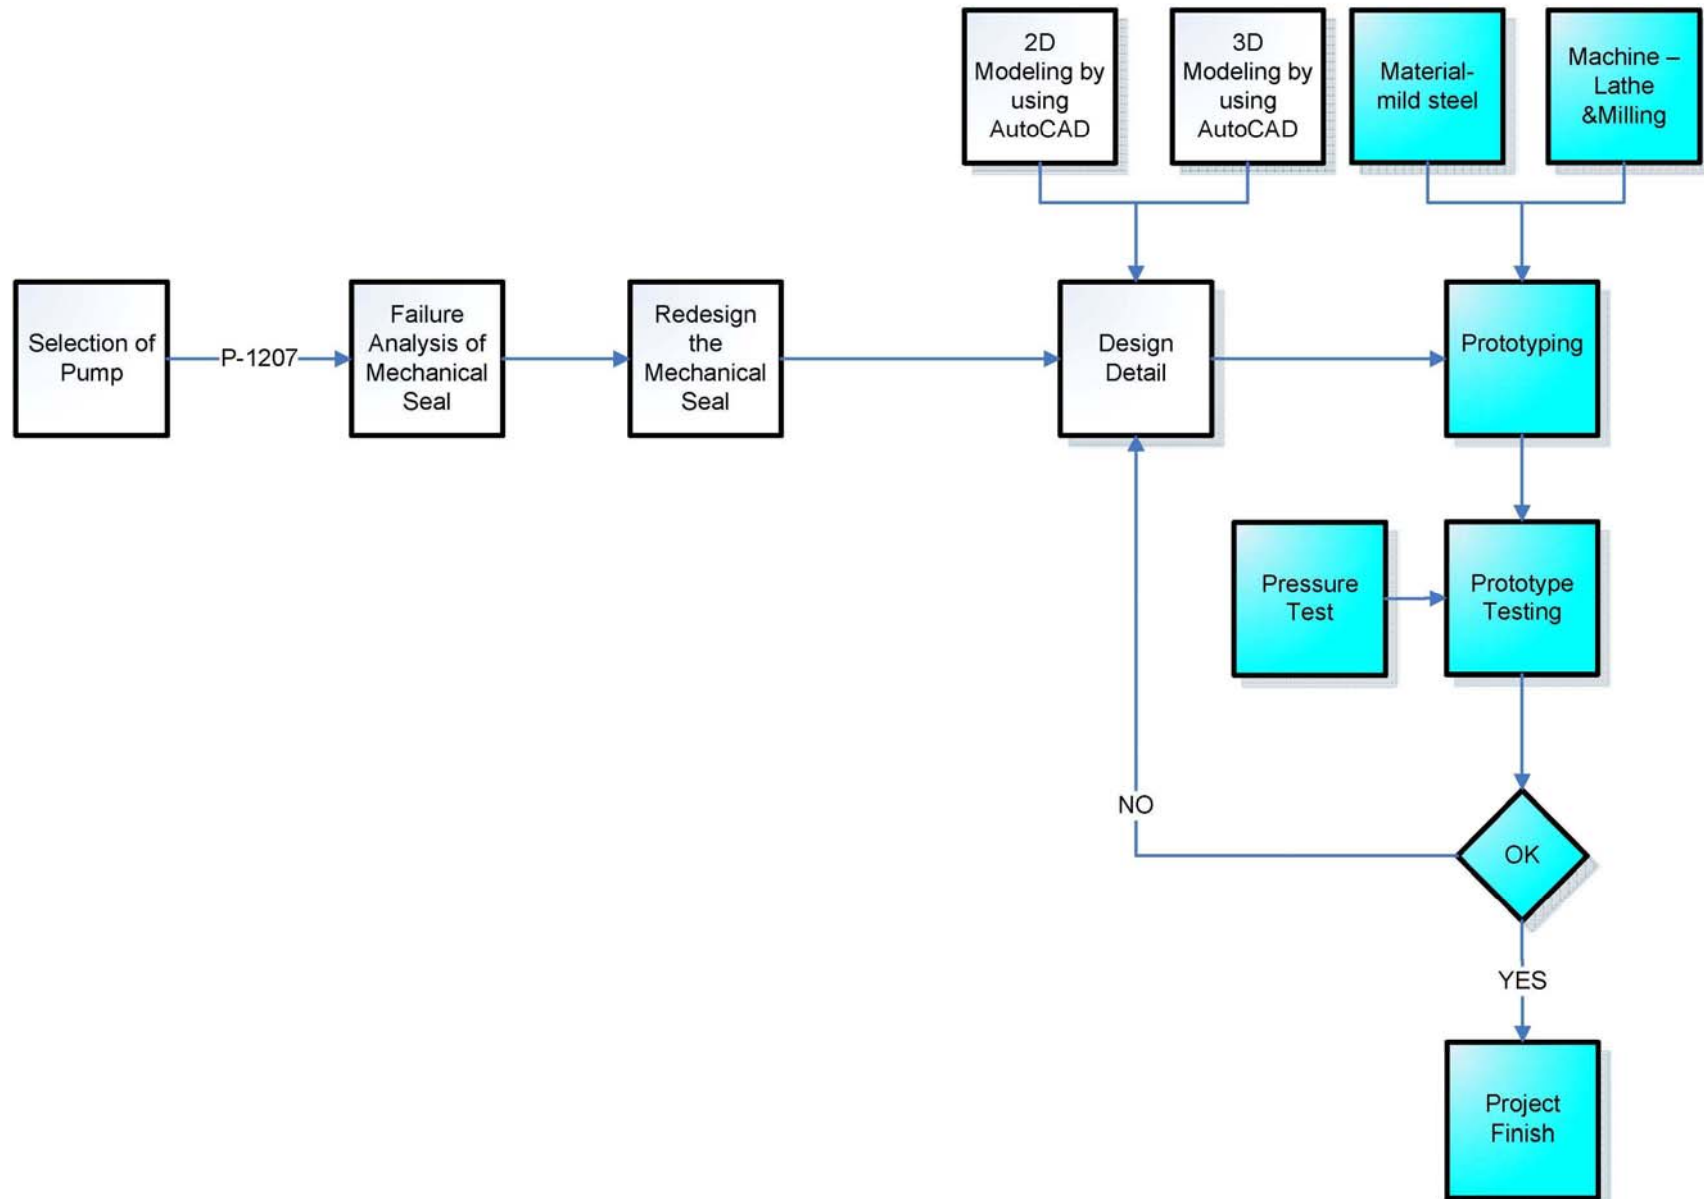 2D
Modeling by
using
AutoCAD
3D
Modeling by
using
AutoCAD
Material-
mild steel
Machine –
Lathe
&Milling
Selection of
Pump
P-1207
Failure
Analysis of
Mechanical
Seal
Redesign
the
Mechanical
Seal
Design
Detail
Prototyping
Pressure
Test
Prototype
Testing
NO
OK
YES
Project
Finish